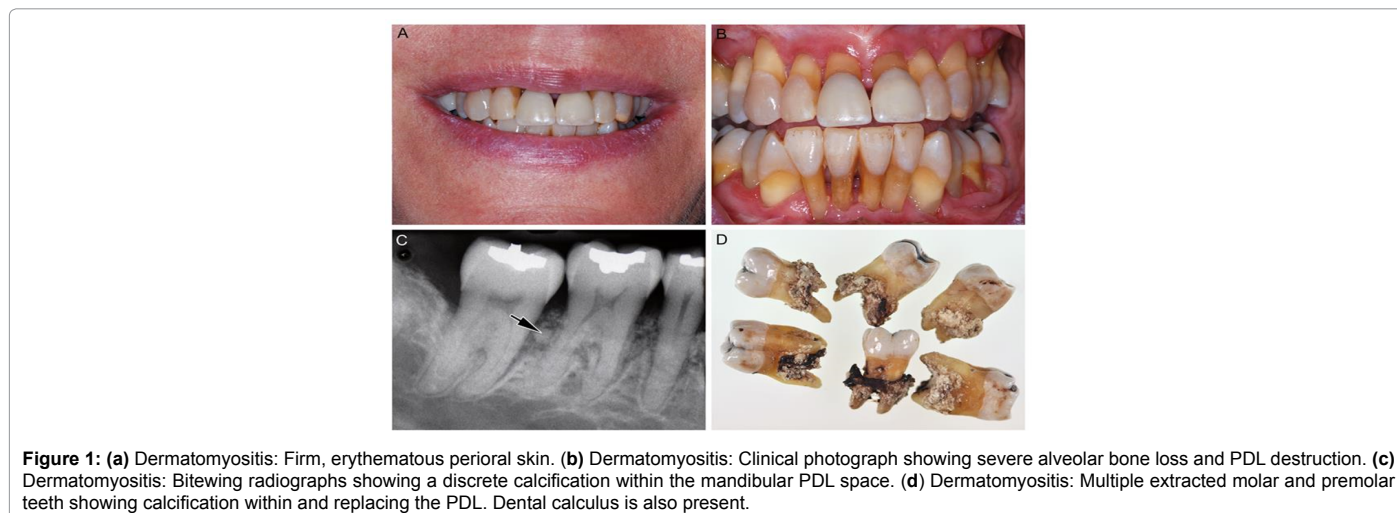 A
B
C
D
Figure 1: (a) Dermatomyositis: Firm, erythematous perioral skin. (b) Dermatomyositis: Clinical photograph showing severe alveolar bone loss and PDL destruction. (c)
Dermatomyositis: Bitewing radiographs showing a discrete calcification within the mandibular PDL space. (d) Dermatomyositis: Multiple extracted molar and premolar
teeth showing calcification within and replacing the PDL. Dental calculus is also present.